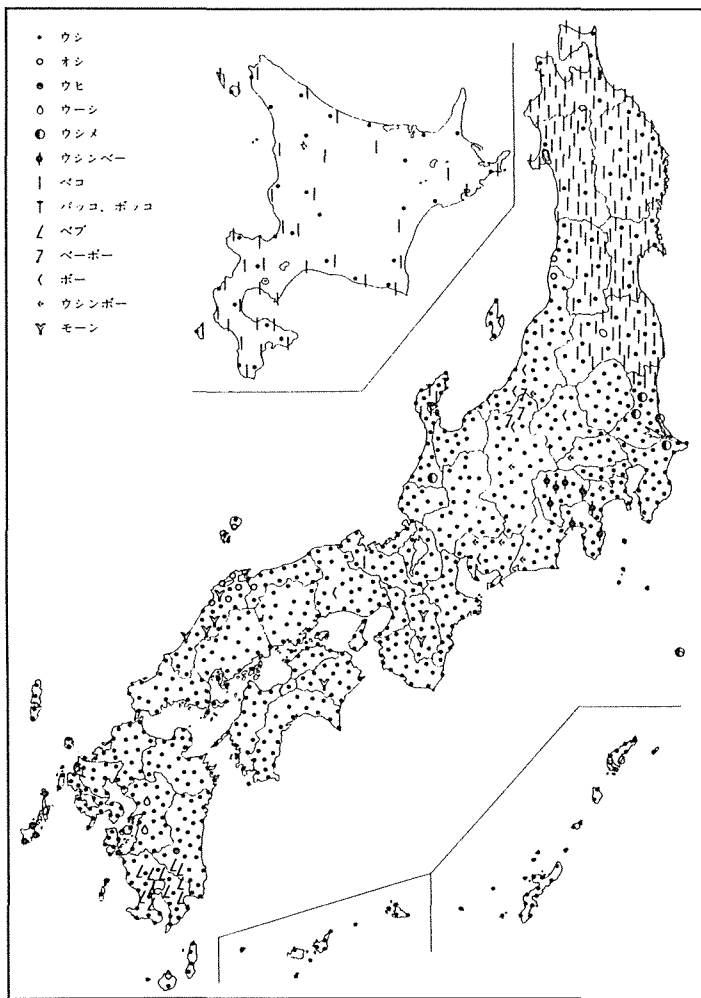 ウシ
オシ
ウヒ
ウーシ
ウシメ
ウシンベー
ベコ
バッコ、ボッコ
ベブ
ベーボー
ボー
ウシンボー
モーン